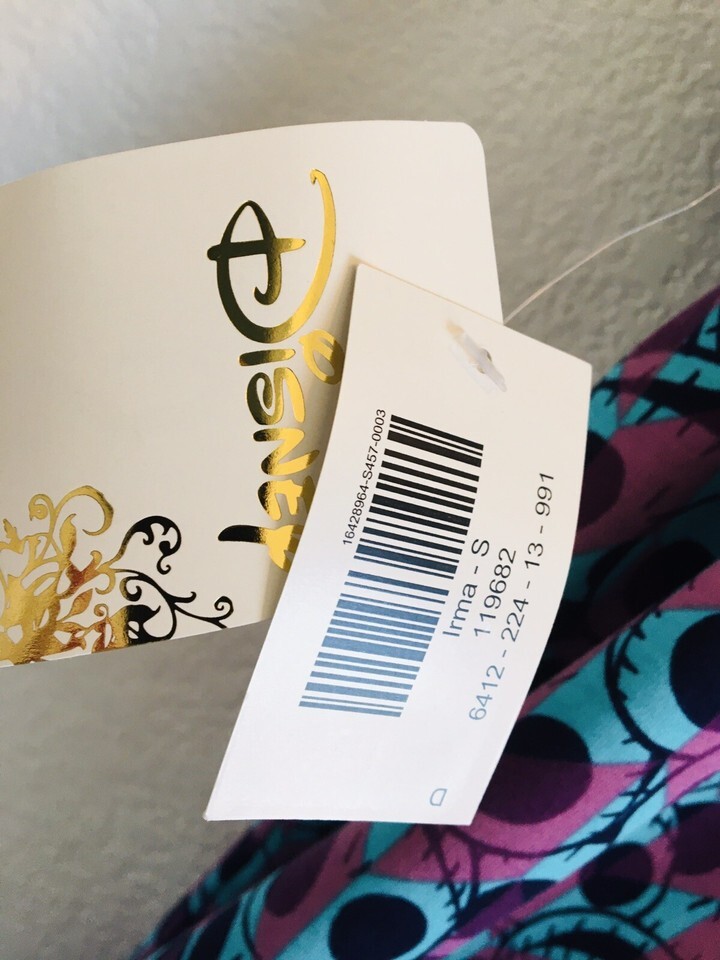 Disney
16428964-S457-0003
Irma - S
119682
6412 - 224 - 13 - 991
D